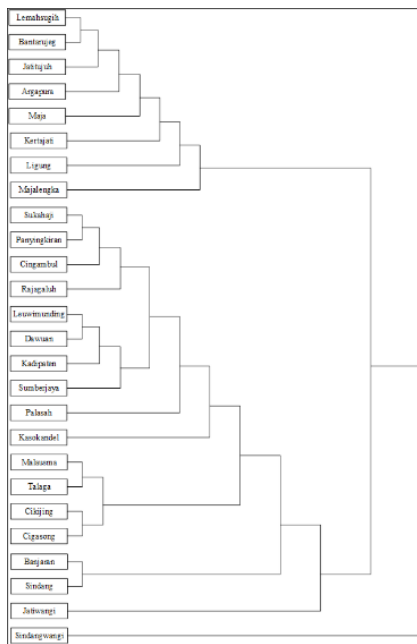 Lemahsugih
Bantarujeg
Jatitujuh
Argapura
Maja
Kertajati
Ligung
Majalengka
Sukahaji
Panyingkiran
Cingambul
Rajagaluh
Leuwimunding
Dawuan
Kadipaten
Sumberjaya
Palasah
Kasokandel
Malausma
Talaga
Cikijing
Cigasong
Banjaran
Sindang
Jatiwangi
Sindangwangi